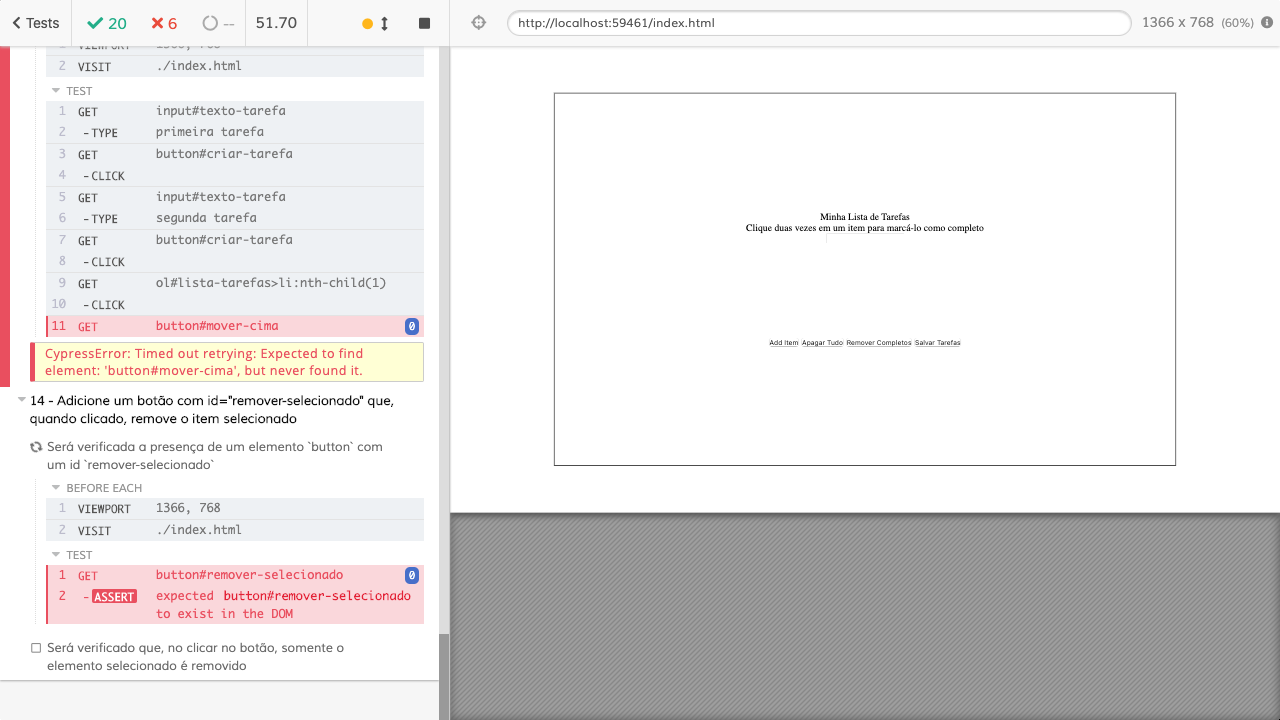 Tests 20 6 -- 51.70 http://localhost:59461/index.html 1366 x 768 (60%)
1 VIEWPORT 1366, 768
2 VISIT ./index.html
TEST
1 GET input#texto-tarefa
2 -TYPE primeira tarefa
3 GET button#criar-tarefa
4 -CLICK
5 GET input#texto-tarefa
6 -TYPE segunda tarefa
7 GET button#criar-tarefa
8 -CLICK
9 GET ol#lista-tarefas>li:nth-child(1)
10 -CLICK
11 GET button#mover-cima 0
CypressError: Timed out retrying: Expected to find
element: 'button#mover-cima', but never found it.
14 - Adicione um botão com id="remover-selecionado" que,
quando clicado, remove o item selecionado
Será verificada a presença de um elemento `button` com
um id `remover-selecionado`
BEFORE EACH
1 VIEWPORT 1366, 768
2 VISIT ./index.html
TEST
1 GET button#remover-selecionado 0
2 -ASSERT expected button#remover-selecionado
to exist in the DOM
Será verificado que, no clicar no botão, somente o
elemento selecionado é removido
Minha Lista de Tarefas
Clique duas vezes em um item para marcá-lo como completo
Add Item Apagar Tudo Remover Completos Salvar Tarefas